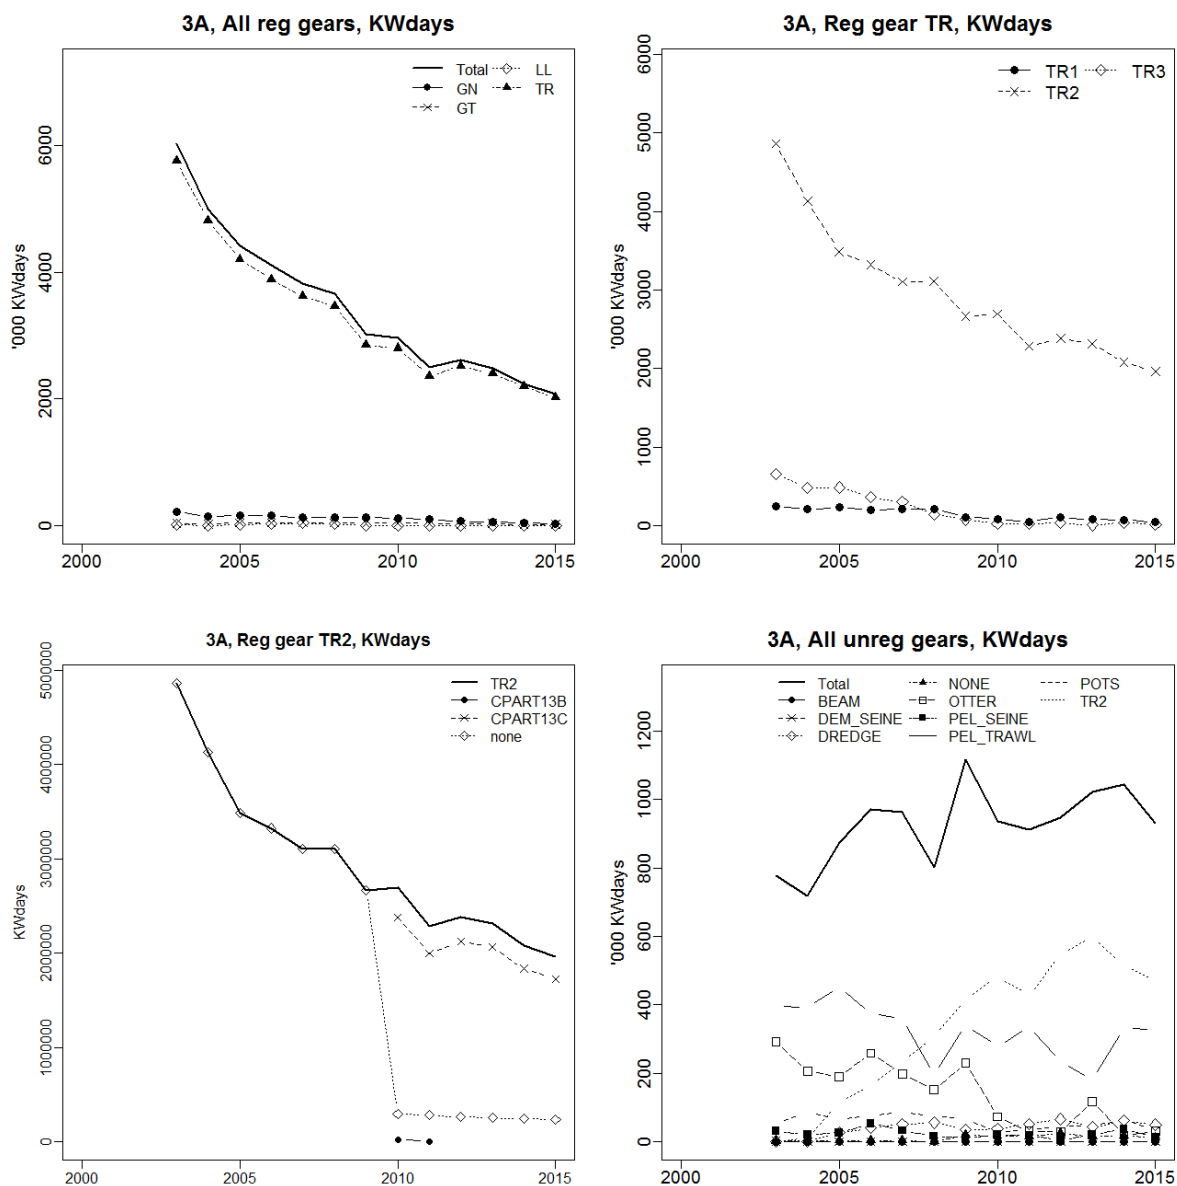 3A, All reg gears, KWdays
Total LL
GN TR
GT
'000 KWdays
6000
4000
2000
0
2000 2005 2010 2015
3A, Reg gear TR, KWdays
TR1 TR3
TR2
'000 KWdays
6000
5000
4000
3000
2000
1000
0
2000 2005 2010 2015
3A, Reg gear TR2, KWdays
TR2
CPART13B
CPART13C
none
KWdays
5000000
4000000
3000000
2000000
1000000
0
2000 2005 2010 2015
3A, All unreg gears, KWdays
Total NONE POTS
BEAM OTTER TR2
DEM_SEINE PEL_SEINE
DREDGE PEL_TRAWL
'000 KWdays
1200
1000
800
600
400
200
0
2000 2005 2010 2015